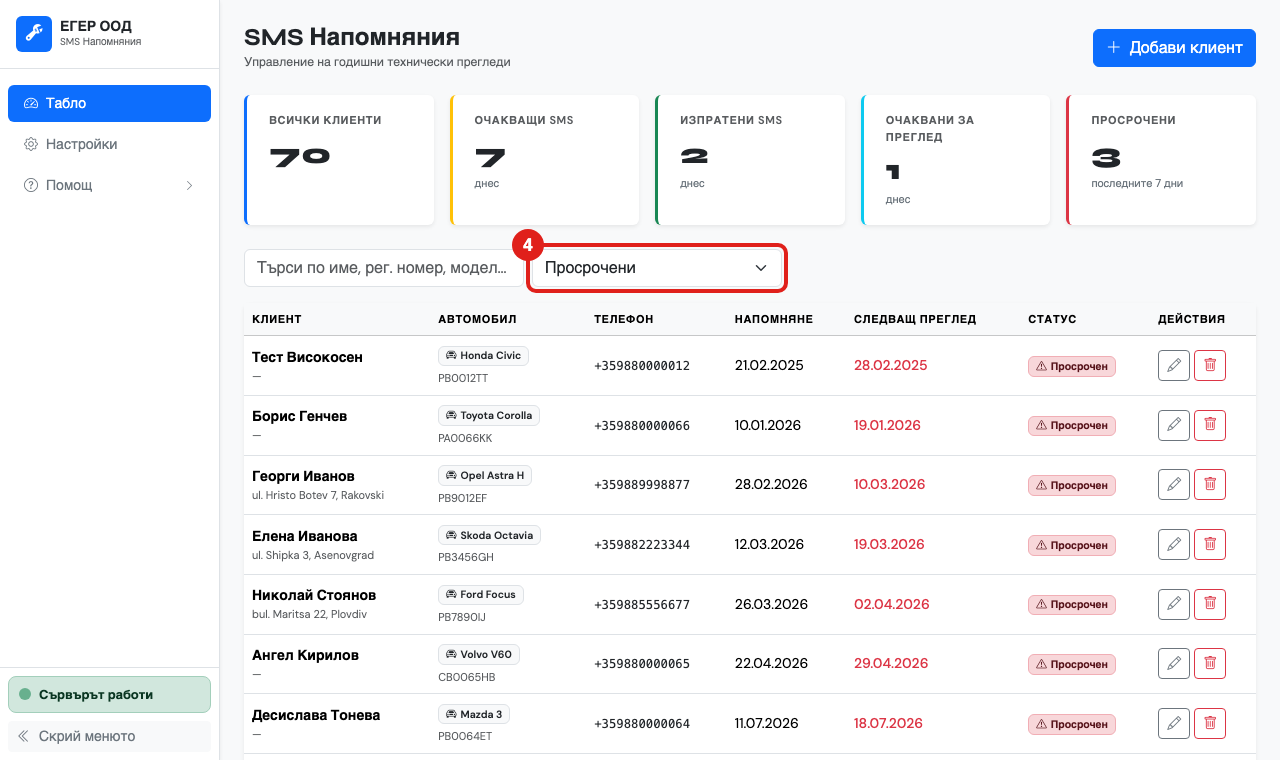 ЕГЕР ООД
SMS Напомняния
Табло
Настройки
Помощ
Сървърът работи
Скрий менюто
SMS Напомняния
Управление на годишни технически прегледи
+ Добави клиент
ВСИЧКИ КЛИЕНТИ
70
ОЧАКВАЩИ SMS
7
днес
ИЗПРАТЕНИ SMS
2
днес
ОЧАКВАНИ ЗА
ПРЕГЛЕД
1
днес
ПРОСРОЧЕНИ
3
последните 7 дни
4
Търси по име, рег. номер, модел...
Просрочени
КЛИЕНТ АВТОМОБИЛ ТЕЛЕФОН НАПОМНЯНЕ СЛЕДВАЩ ПРЕГЛЕД СТАТУС ДЕЙСТВИЯ
Тест Високосен Honda Civic +359880000012 21.02.2025 28.02.2025 Просрочен
— PB0012TT
Борис Генчев Toyota Corolla +359880000066 10.01.2026 19.01.2026 Просрочен
— PA0066KK
Георги Иванов Opel Astra H +359889998877 28.02.2026 10.03.2026 Просрочен
ul. Hristo Botev 7, Rakovski PB9012EF
Елена Иванова Skoda Octavia +359882223344 12.03.2026 19.03.2026 Просрочен
ul. Shipka 3, Asenovgrad PB3456GH
Николай Стоянов Ford Focus +359885556677 26.03.2026 02.04.2026 Просрочен
bul. Maritsa 22, Plovdiv PB7890IJ
Ангел Кирилов Volvo V60 +359880000065 22.04.2026 29.04.2026 Просрочен
— CB0065HB
Десислава Тонева Mazda 3 +359880000064 11.07.2026 18.07.2026 Просрочен
— PB0064ET